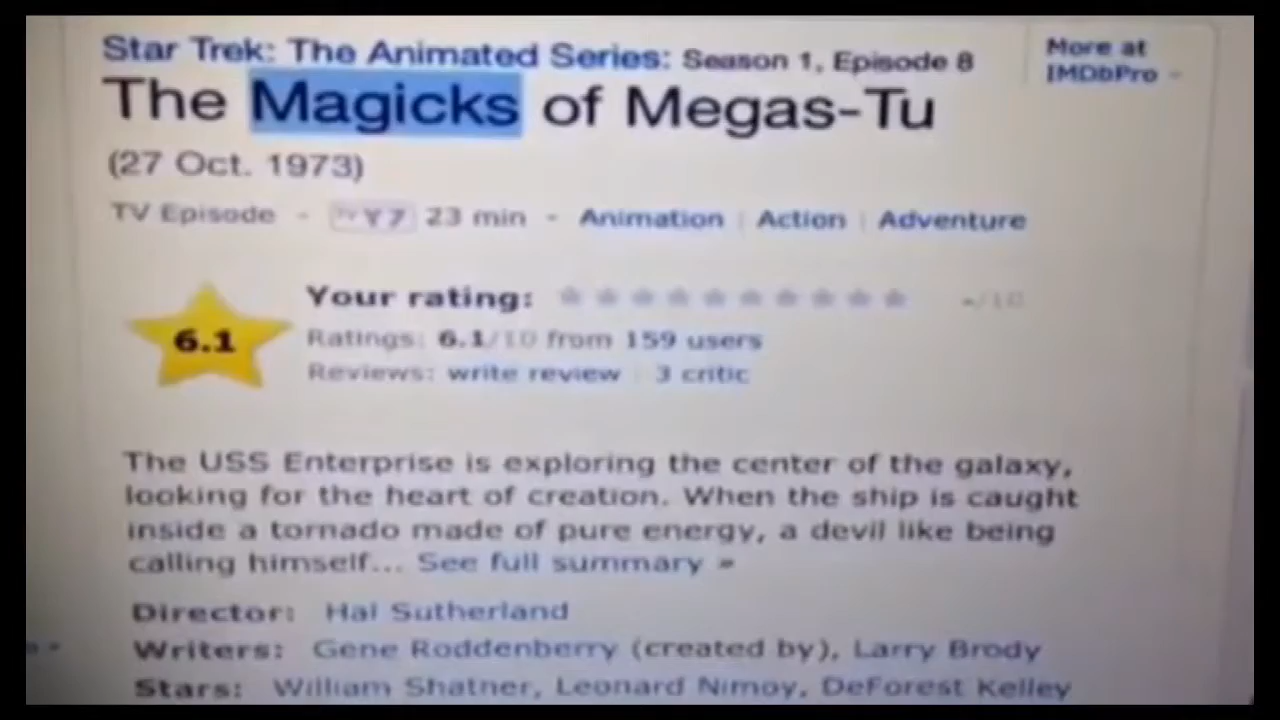 Star Trek: The Animated Series: Season 1, Episode 8
More at
IMDbPro
The Magicks of Megas-Tu
(27 Oct. 1973)
TV Episode - TV Y7 23 min - Animation | Action | Adventure
Your rating: -/10
6.1
Ratings: 6.1/10 from 159 users
Reviews: write review | 3 critic
The USS Enterprise is exploring the center of the galaxy,
looking for the heart of creation. When the ship is caught
inside a tornado made of pure energy, a devil like being
calling himself... See full summary »
Director: Hal Sutherland
Writers: Gene Roddenberry (created by), Larry Brody
Stars: William Shatner, Leonard Nimoy, DeForest Kelley